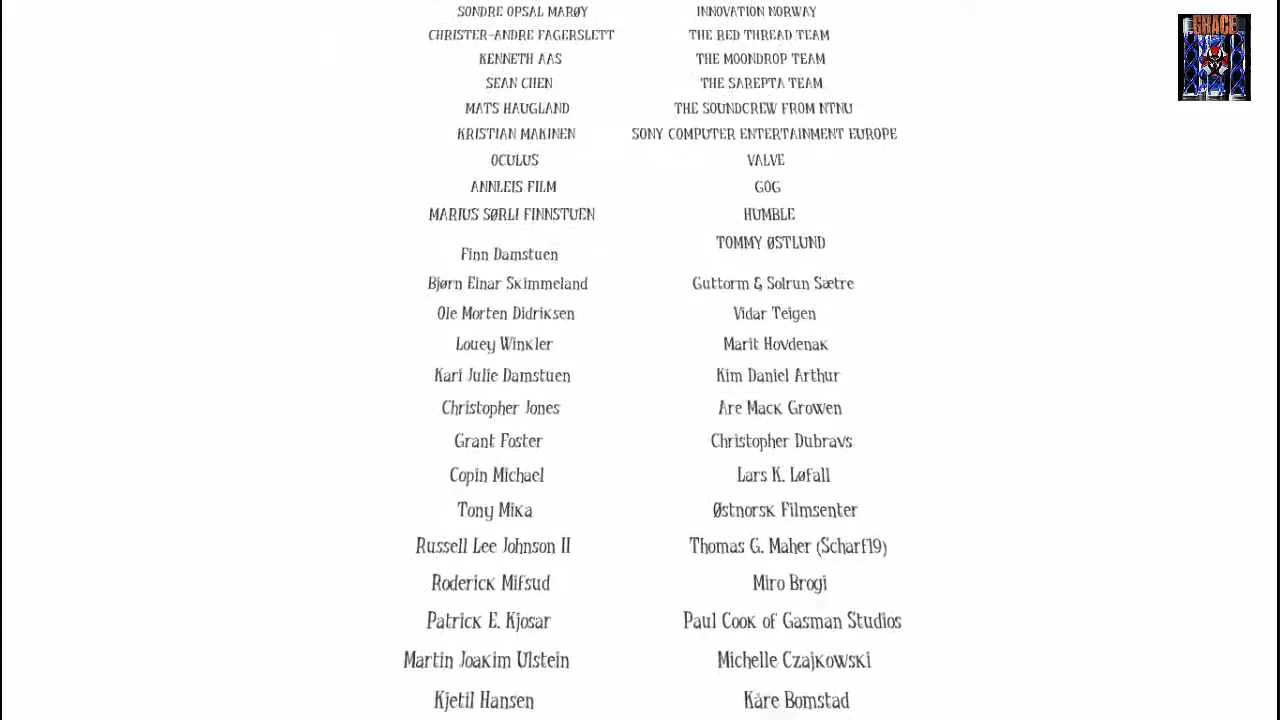 GRACE
SONDRE OPSAL MARØY INNOVATION NORWAY
CHRISTER-ANDRE FAGERSLETT THE RED THREAD TEAM
KENNETH AAS THE MOONDROP TEAM
SEAN CHEN THE SAREPTA TEAM
MATS HAUGLAND THE SOUNDCREW FROM NTNU
KRISTIAN MAKINEN SONY COMPUTER ENTERTAINMENT EUROPE
OCULUS VALVE
ANNLEIS FILM GOG
MARIUS SØRLI FINNSTUEN HUMBLE
Finn Damstuen TOMMY ØSTLUND
Bjørn Einar Skimmeland Guttorm & Solrun Sætre
Ole Morten Didriksen Vidar Teigen
Louey Winkler Marit Hovdenak
Kari Julie Damstuen Kim Daniel Arthur
Christopher Jones Are Mack Growen
Grant Foster Christopher Dubravs
Copin Michael Lars K. Løfall
Tony Mika Østnorsk Filmsenter
Russell Lee Johnson II Thomas G. Maher (Scharf19)
Roderick Mifsud Miro Brogi
Patrick E. Kjosar Paul Cook of Gasman Studios
Martin Joakim Ulstein Michelle Czajkowski
Kjetil Hansen Kåre Bomstad